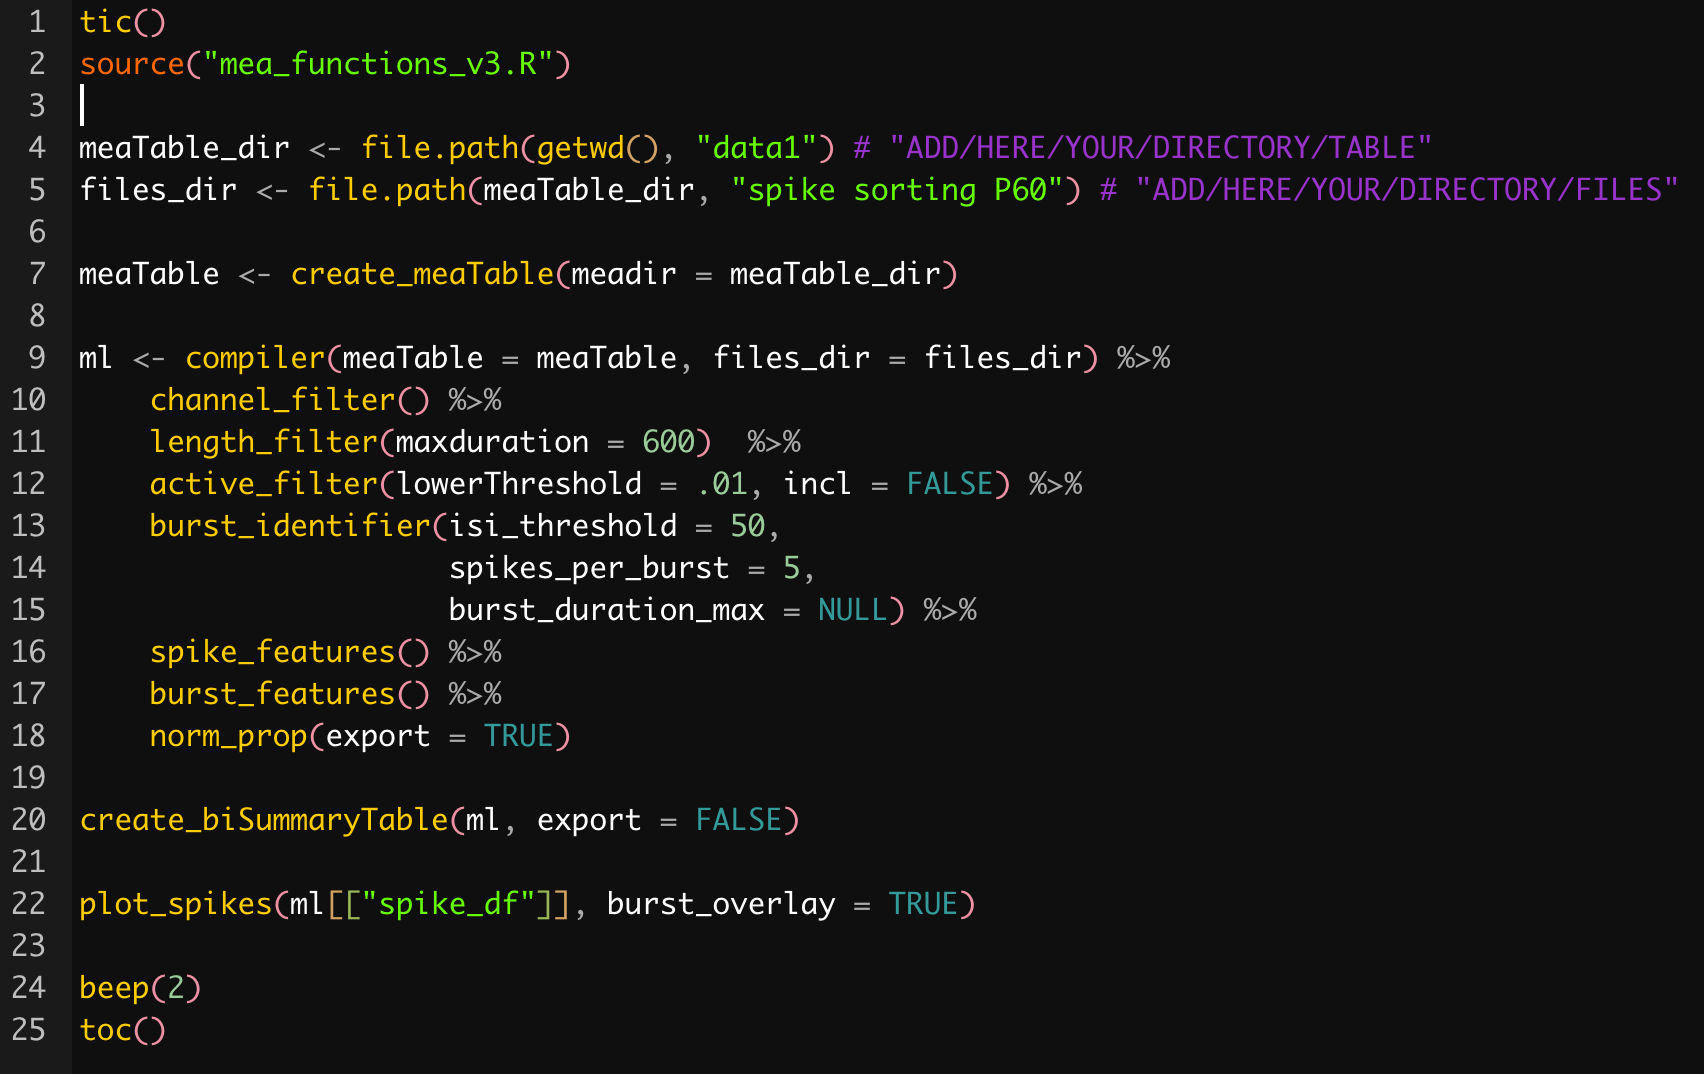 1 tic()
2 source("mea_functions_v3.R")
3
4 meaTable_dir <- file.path(getwd(), "data1") # "ADD/HERE/YOUR/DIRECTORY/TABLE"
5 files_dir <- file.path(meaTable_dir, "spike sorting P60") # "ADD/HERE/YOUR/DIRECTORY/FILES"
6
7 meaTable <- create_meaTable(meadir = meaTable_dir)
8
9 ml <- compiler(meaTable = meaTable, files_dir = files_dir) %>%
10     channel_filter() %>%
11     length_filter(maxduration = 600)  %>%
12     active_filter(lowerThreshold = .01, incl = FALSE) %>%
13     burst_identifier(isi_threshold = 50,
14                      spikes_per_burst = 5,
15                      burst_duration_max = NULL) %>%
16     spike_features() %>%
17     burst_features() %>%
18     norm_prop(export = TRUE)
19
20 create_biSummaryTable(ml, export = FALSE)
21
22 plot_spikes(ml[["spike_df"]], burst_overlay = TRUE)
23
24 beep(2)
25 toc()